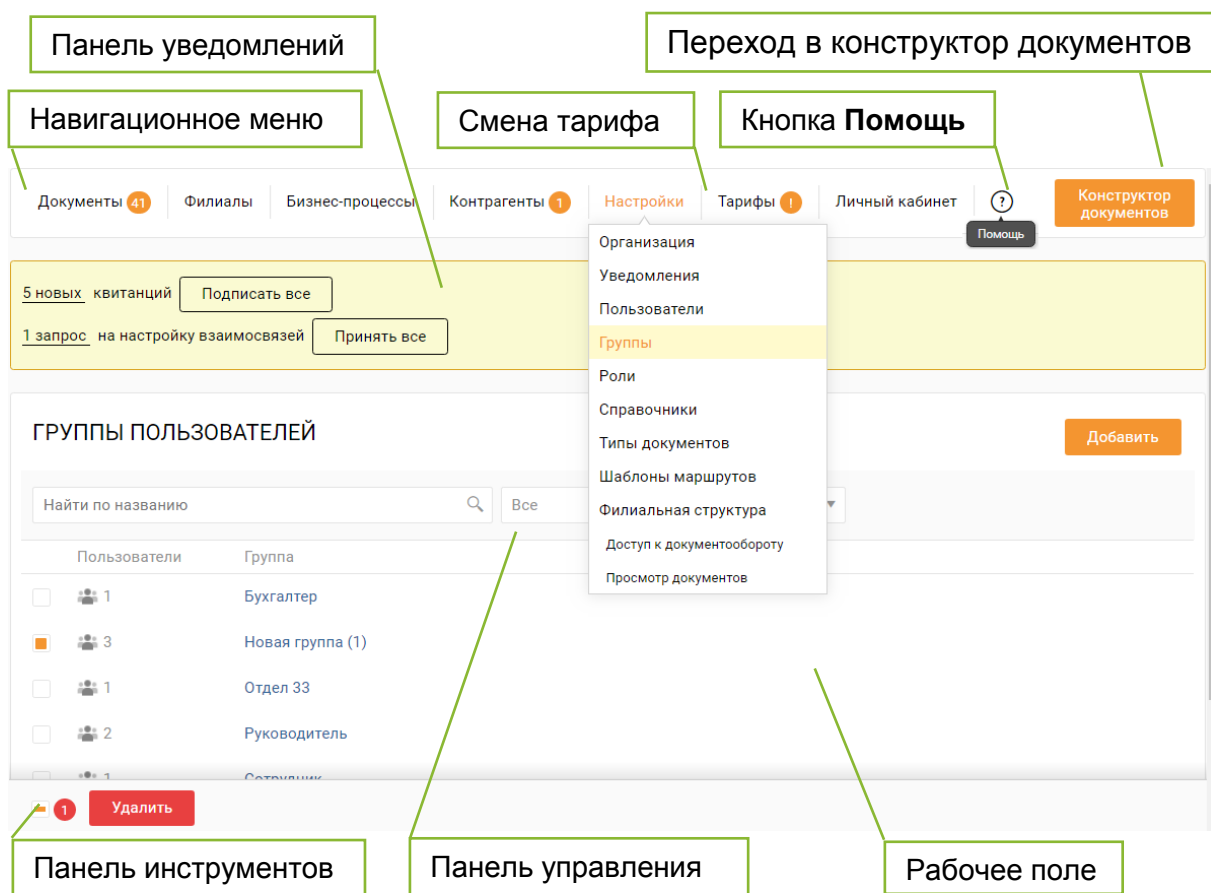 Панель уведомлений
Переход в конструктор документов
Навигационное меню
Смена тарифа
Кнопка Помощь
Документы 41
Филиалы
Бизнес-процессы
Контрагенты 1
Настройки
Тарифы !
Личный кабинет
?
Конструктор
документов
Помощь
Организация
Уведомления
Пользователи
Группы
Роли
Справочники
Типы документов
Шаблоны маршрутов
Филиальная структура
Доступ к документообороту
Просмотр документов
5 новых квитанций Подписать все
1 запрос на настройку взаимосвязей Принять все
ГРУППЫ ПОЛЬЗОВАТЕЛЕЙ
Добавить
Найти по названию
Все
Пользователи Группа
1 Бухгалтер
3 Новая группа (1)
1 Отдел 33
2 Руководитель
1 Сотрудник
1 Удалить
Панель инструментов
Панель управления
Рабочее поле